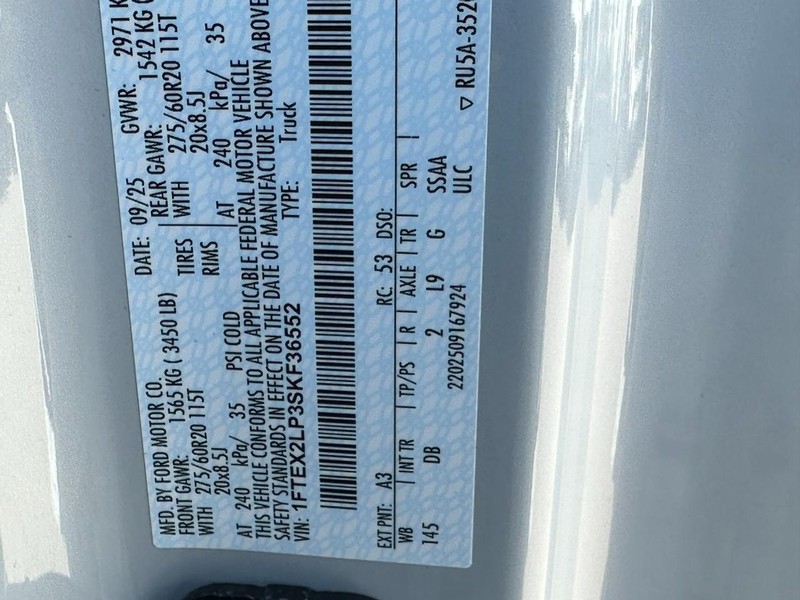 MFD. BY FORD MOTOR CO.
DATE: 09/25 GVWR: 2971 K
FRONT GAWR: 1565 KG ( 3450 LB) REAR GAWR: 1542 KG (
WITH 275/60R20 115T TIRES WITH 275/60R20 115T
20x8.5J RIMS 20x8.5J
AT 240 kPa/ 35 PSI COLD AT 240 kPa/ 35
THIS VEHICLE CONFORMS TO ALL APPLICABLE FEDERAL MOTOR VEHICLE
SAFETY STANDARDS IN EFFECT ON THE DATE OF MANUFACTURE SHOWN ABOVE
VIN: 1FTEX2LP3SKF36552 TYPE: Truck
EXT PNT: A3 RC: 53 DSO:
WB INT TR TP/PS R AXLE TR SPR
145 DB 2 L9 G SSAA
2202509167924 ULC ▽ RU5A-352